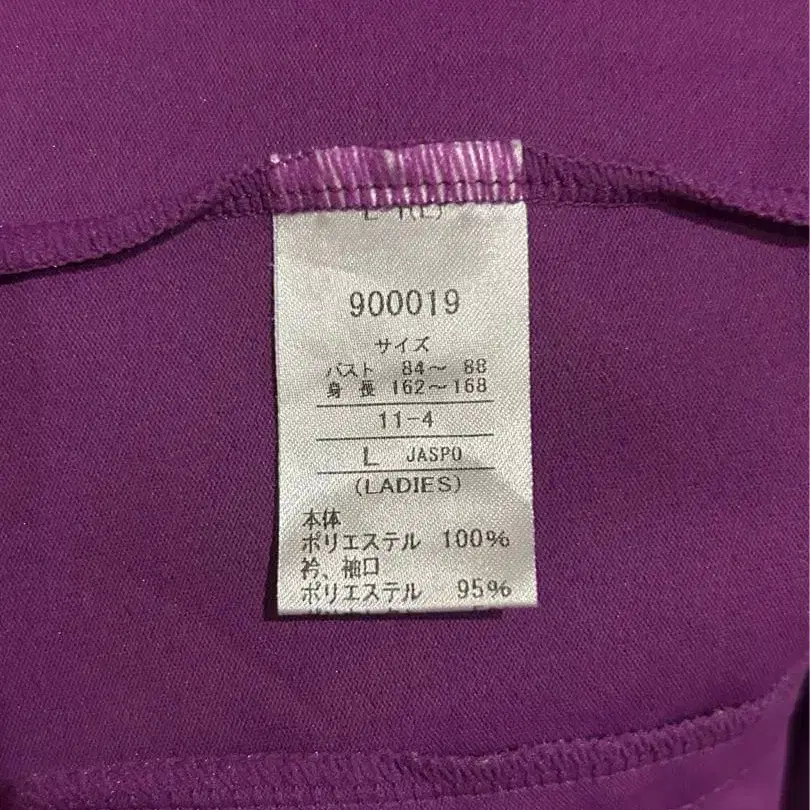 900019
サイズ
バスト 84〜 88
身 長 162〜168
11-4
L JASPO
(LADIES)
本体
ポリエステル 100%
衿、袖口
ポリエステル 95%